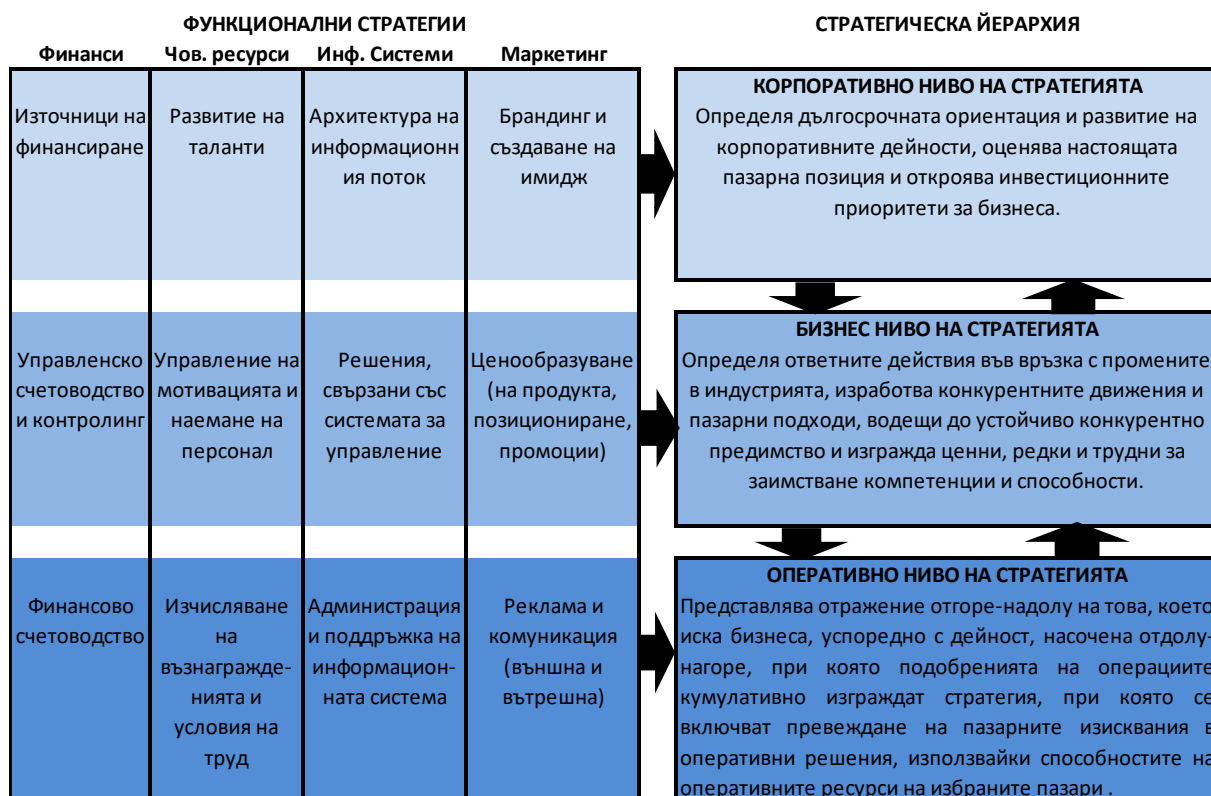 ФУНКЦИОНАЛНИ СТРАТЕГИИ
Финанси
Чов. ресурси
Инф. Системи
Маркетинг
Източници на
финансиране
Развитие на
таланти
Архитектура на
информационн
ия поток
Брандинг и
създаване на
имидж
Управленско
счетоводство
и контролинг
Управление на
мотивацията и
наемане на
персонал
Решения,
свързани със
системата за
управление
Ценообразуване
(на продукта,
позициониране,
промоции)
Финансово
счетоводство
Изчисляване
на
възнагражде-
нията и
условия на
труд
Администрация
и поддръжка на
информацион-
ната система
Реклама и
комуникация
(външна и
вътрешна)
СТРАТЕГИЧЕСКА ЙЕРАРХИЯ
КОРПОРАТИВНО НИВО НА СТРАТЕГИЯТА
Определя дългосрочната ориентация и развитие на
корпоративните дейности, оценява настоящата
пазарна позиция и откроява инвестиционните
приоритети за бизнеса.
БИЗНЕС НИВО НА СТРАТЕГИЯТА
Определя ответните действия във връзка с промените
в индустрията, изработва конкурентните движения и
пазарни подходи, водещи до устойчиво конкурентно
предимство и изгражда ценни, редки и трудни за
заимстване компетенции и способности.
ОПЕРАТИВНО НИВО НА СТРАТЕГИЯТА
Представлява отражение отгоре-надолу на това, което
иска бизнеса, успоредно с дейност, насочена отдолу-
нагоре, при която подобренията на операциите
кумулативно изграждат стратегия, при която се
включват превеждане на пазарните изисквания в
оперативни решения, използвайки способностите на
оперативните ресурси на избраните пазари .